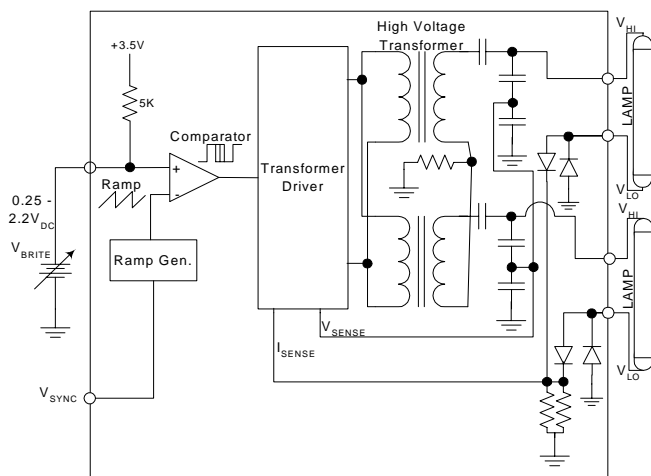 High Voltage
Transformer
V_HI
+3.5V
5K
LAMP
Comparator
Transformer
Driver
+
-
Ramp
0.25 -
2.2V_DC
V_LO
V_HI
V_BRITE
Ramp Gen.
LAMP
V_SENSE
I_SENSE
V_LO
V_SYNC